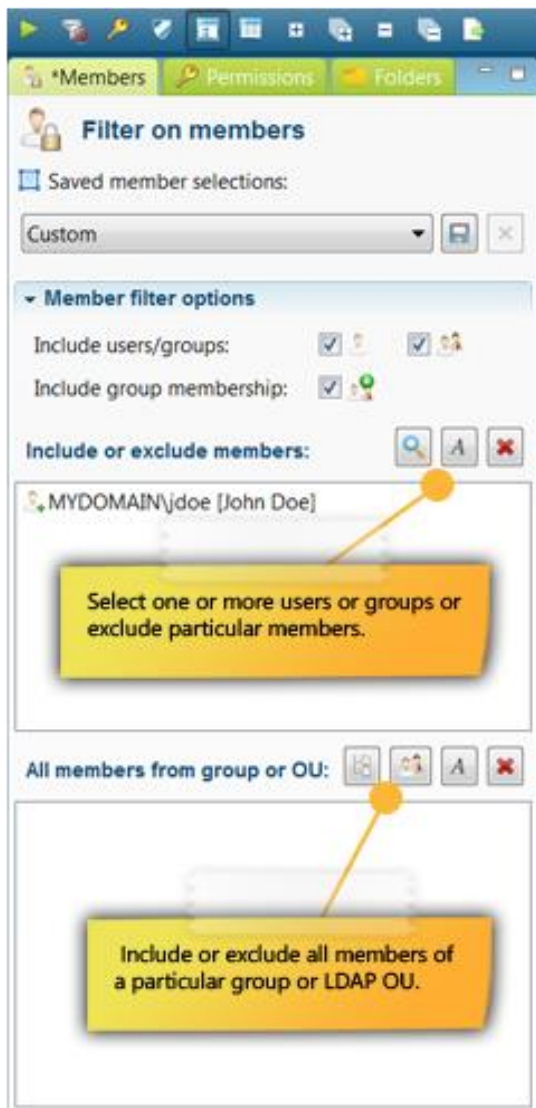 *Members Permissions Folders
Filter on members
Saved member selections:
Custom
Member filter options
Include users/groups:
Include group membership:
Include or exclude members: A
MYDOMAIN\jdoe [John Doe]
Select one or more users or groups or
exclude particular members.
All members from group or OU: A
Include or exclude all members of
a particular group or LDAP OU.